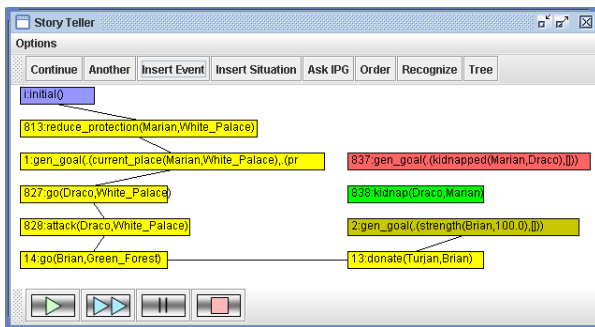 Story Teller
Options
Continue Another Insert Event Insert Situation Ask IPG Order Recognize Tree
i:initial()
813:reduce_protection(Marian,White_Palace)
1:gen_goal(.(current_place(Marian,White_Palace),.(pr
837:gen_goal(.(kidnapped(Marian,Draco),[]))
827:go(Draco,White_Palace)
838:kidnap(Draco,Marian)
828:attack(Draco,White_Palace)
2:gen_goal(.(strength(Brian,100.0),[]))
14:go(Brian,Green_Forest)
13:donate(Turjan,Brian)